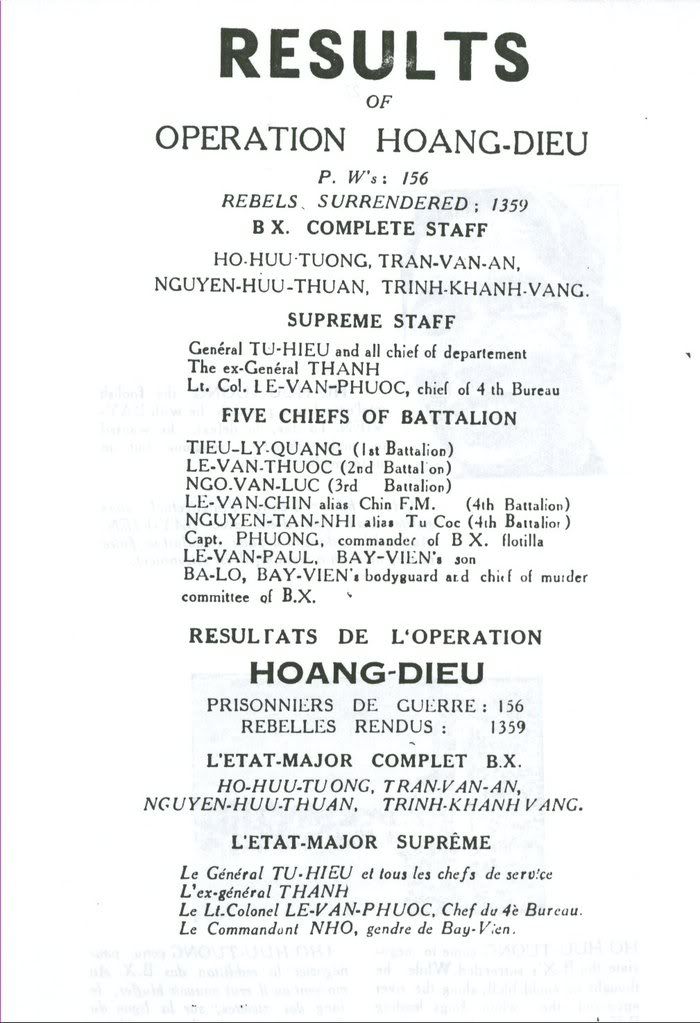 RESULTS
OF
OPERATION HOANG-DIEU
P. W's : 156
REBELS SURRENDERED ; 1359
B X. COMPLETE STAFF
HO-HUU-TUONG, TRAN-VAN-AN,
NGUYEN-HUU-THUAN, TRINH-KHANH-VANG.
SUPREME STAFF
Genéral TU-HIEU and all chief of departement
The ex-Genéral THANH
Lt. Col. LE-VAN-PHUOC, chief of 4 th Bureau
FIVE CHIEFS OF BATTALION
TIEU-LY-QUANG (1st Battalion)
LE-VAN-THUOC (2nd Battalion)
NGO-VAN-LUC (3rd Battalion)
LE-VAN-CHIN alias Chin F.M. (4th Battalion)
NGUYEN-TAN-NHI alias Tu Coc (4th Battalion)
Capt. PHUONG, commander of B X. flotilla
LE-VAN-PAUL, BAY-VIEN's son
BA-LO, BAY-VIEN's bodyguard and chief of murder
committee of B.X.
RESULTATS DE L'OPERATION
HOANG-DIEU
PRISONNIERS DE GUERRE : 156
REBELLES RENDUS : 1359
L'ETAT-MAJOR COMPLET B.X.
HO-HUU-TUONG, TRAN-VAN-AN,
NGUYEN-HUU-THUAN, TRINH-KHANH VANG.
L'ETAT-MAJOR SUPRÊME
Le Général TU-HIEU et tous les chefs de service
L'ex-général THANH
Le Lt-Colonel LE-VAN-PHUOC, Chef du 4è Bureau.
Le Commandant NHO, gendre de Bay-Vien.